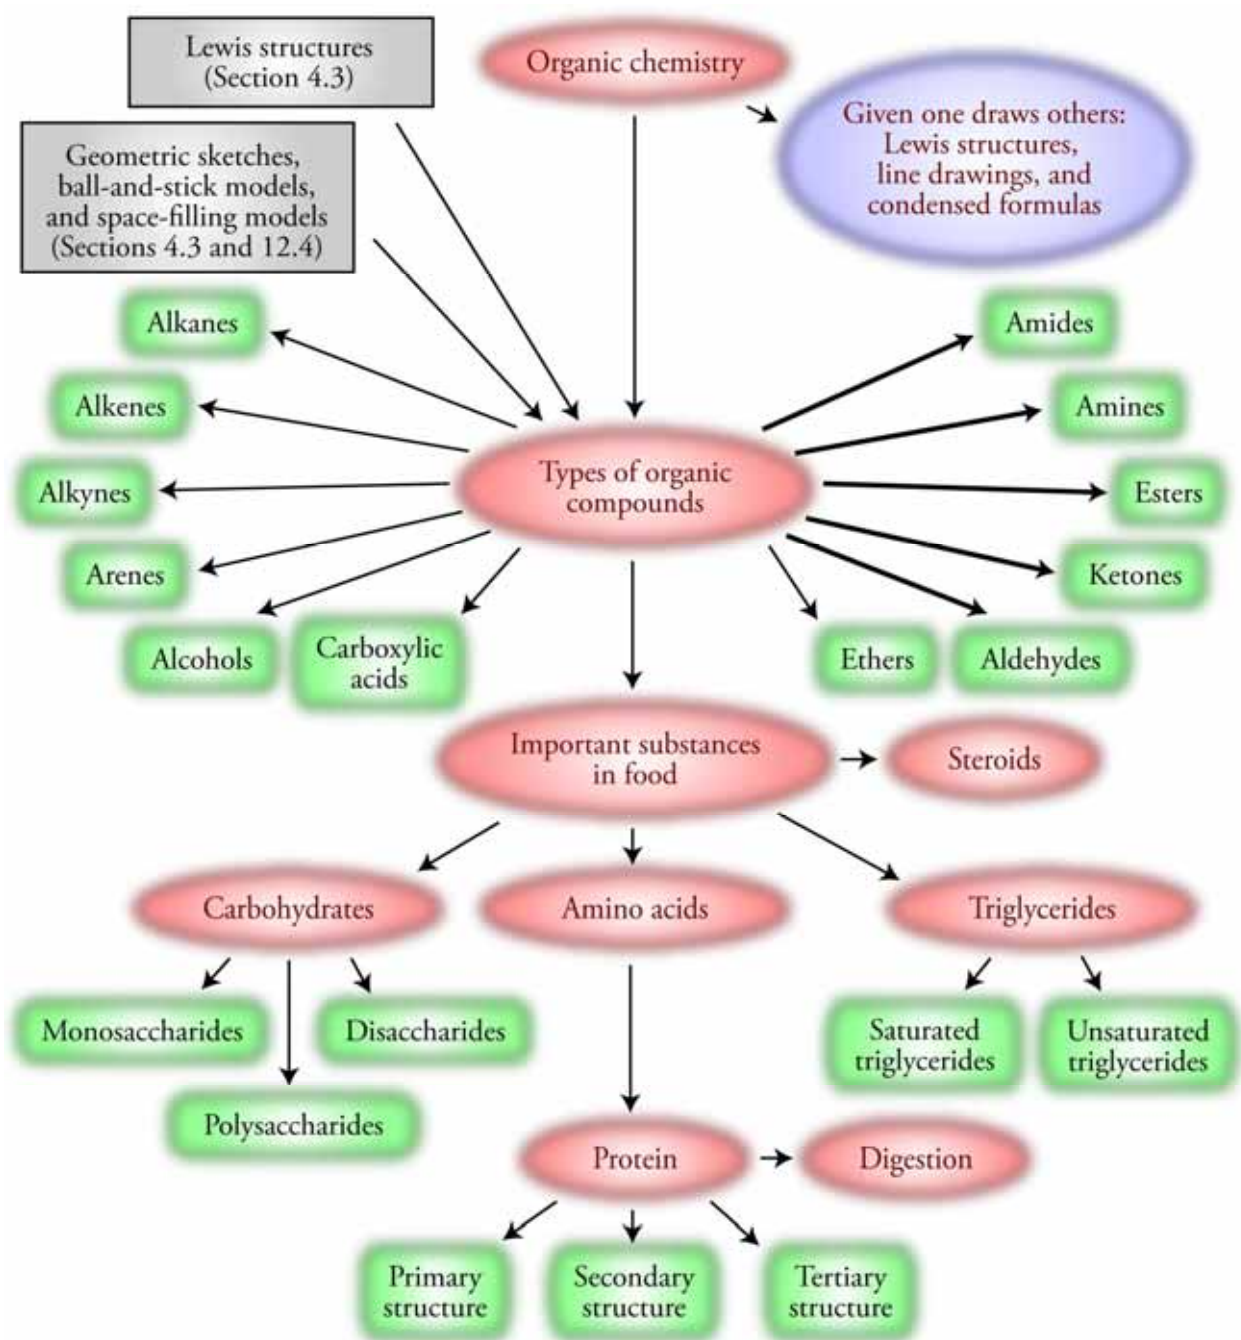 Lewis structures
(Section 4.3)
Organic chemistry
Given one draws others:
Lewis structures,
line drawings, and
condensed formulas
Geometric sketches,
ball-and-stick models,
and space-filling models
(Sections 4.3 and 12.4)
Alkanes
Amides
Alkenes
Amines
Types of organic
compounds
Alkynes
Esters
Arenes
Ketones
Alcohols
Carboxylic
acids
Ethers
Aldehydes
Important substances
in food
Steroids
Carbohydrates
Amino acids
Triglycerides
Monosaccharides
Disaccharides
Saturated
triglycerides
Unsaturated
triglycerides
Polysaccharides
Protein
Digestion
Primary
structure
Secondary
structure
Tertiary
structure